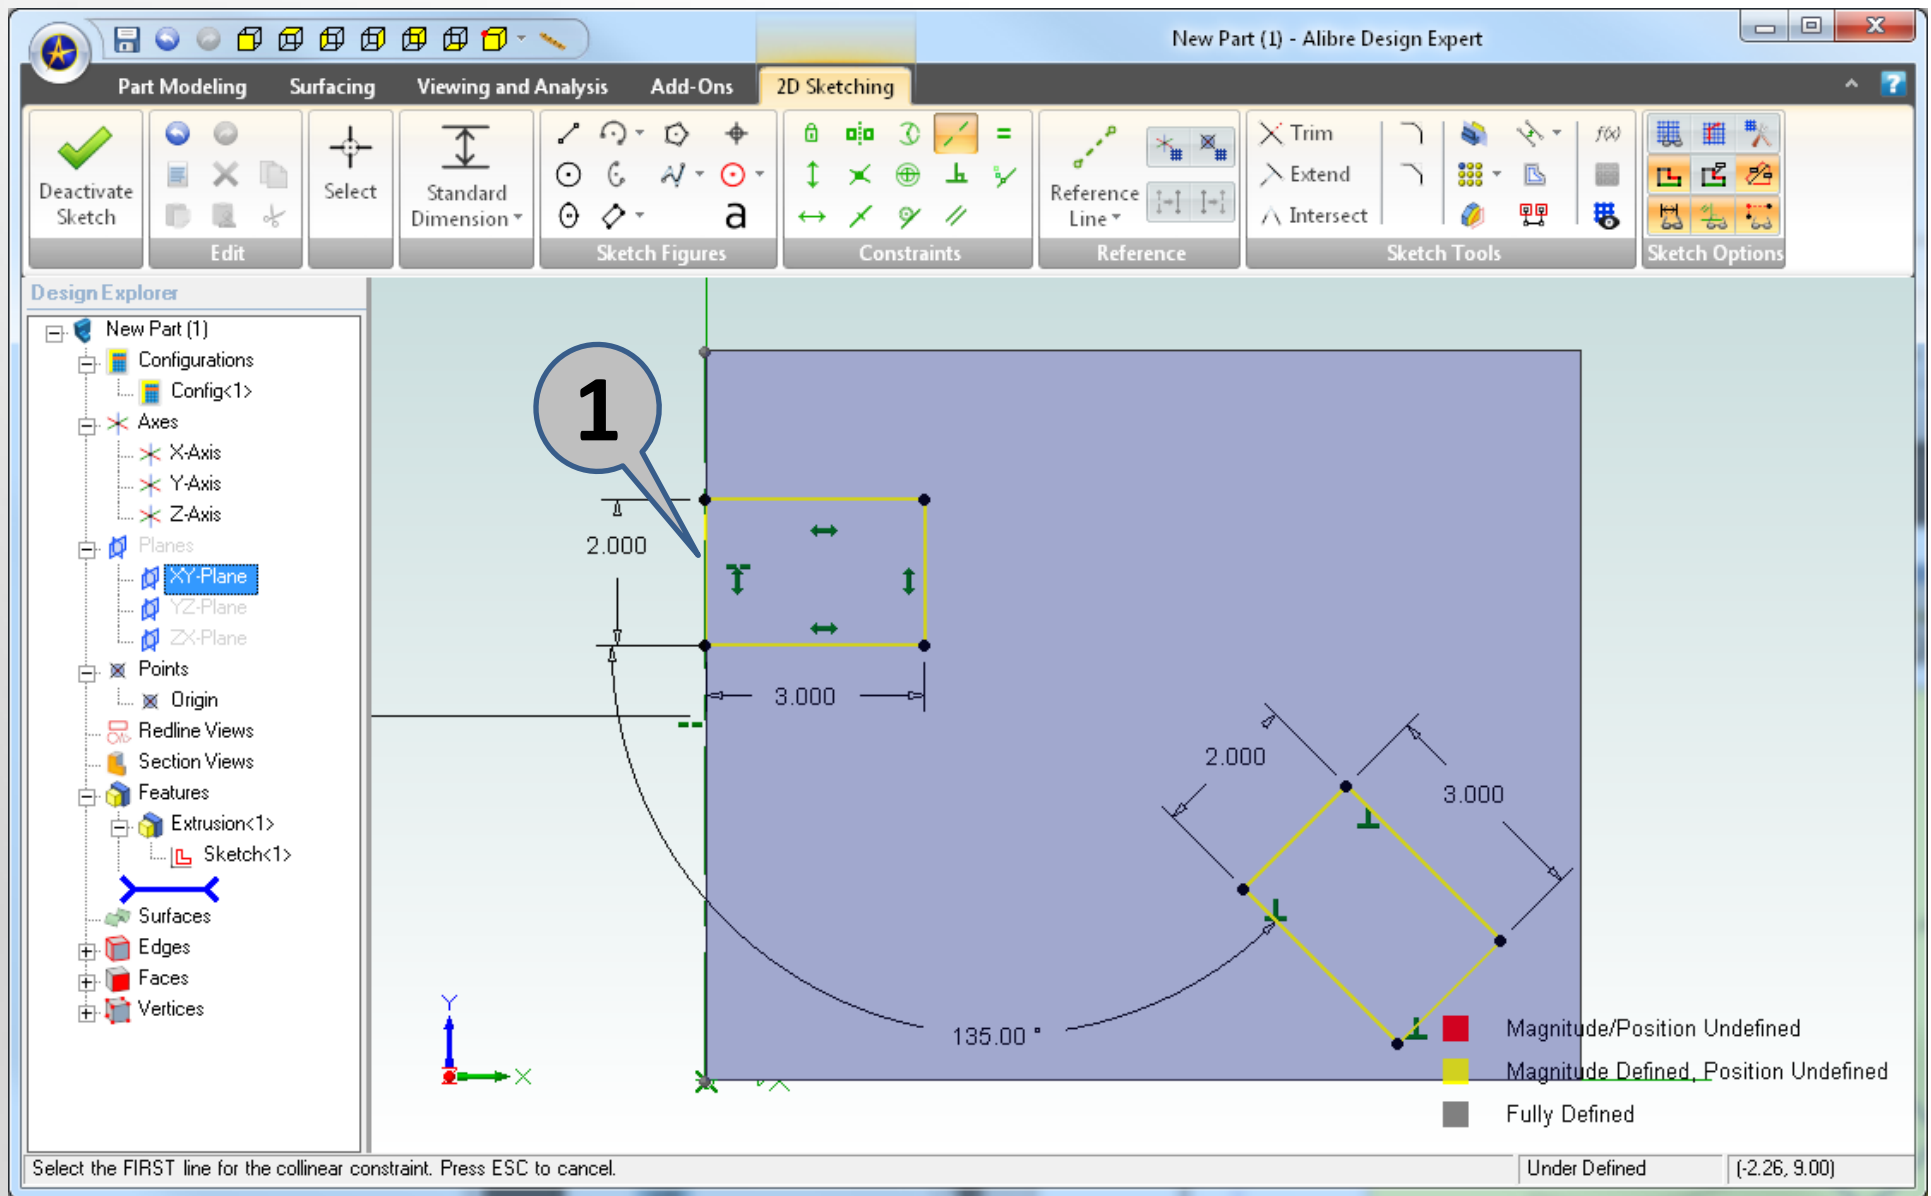 New Part (1) - Alibre Design Expert
Part Modeling Surfacing Viewing and Analysis Add-Ons 2D Sketching
Deactivate Sketch
Edit
Select
Standard Dimension
a
Sketch Figures
Constraints
Reference Line
Reference
Trim
Extend
Intersect
f(x)
Sketch Tools
Sketch Options
Design Explorer
New Part (1)
Configurations
Config<1>
Axes
X-Axis
Y-Axis
Z-Axis
Planes
XY-Plane
YZ-Plane
ZX-Plane
Points
Origin
Redline Views
Section Views
Features
Extrusion<1>
Sketch<1>
Surfaces
Edges
Faces
Vertices
1
2.000
3.000
2.000
3.000
135.00 °
Y
X
X
Magnitude/Position Undefined
Magnitude Defined, Position Undefined
Fully Defined
Select the FIRST line for the collinear constraint. Press ESC to cancel.
Under Defined
(-2.26, 9.00)